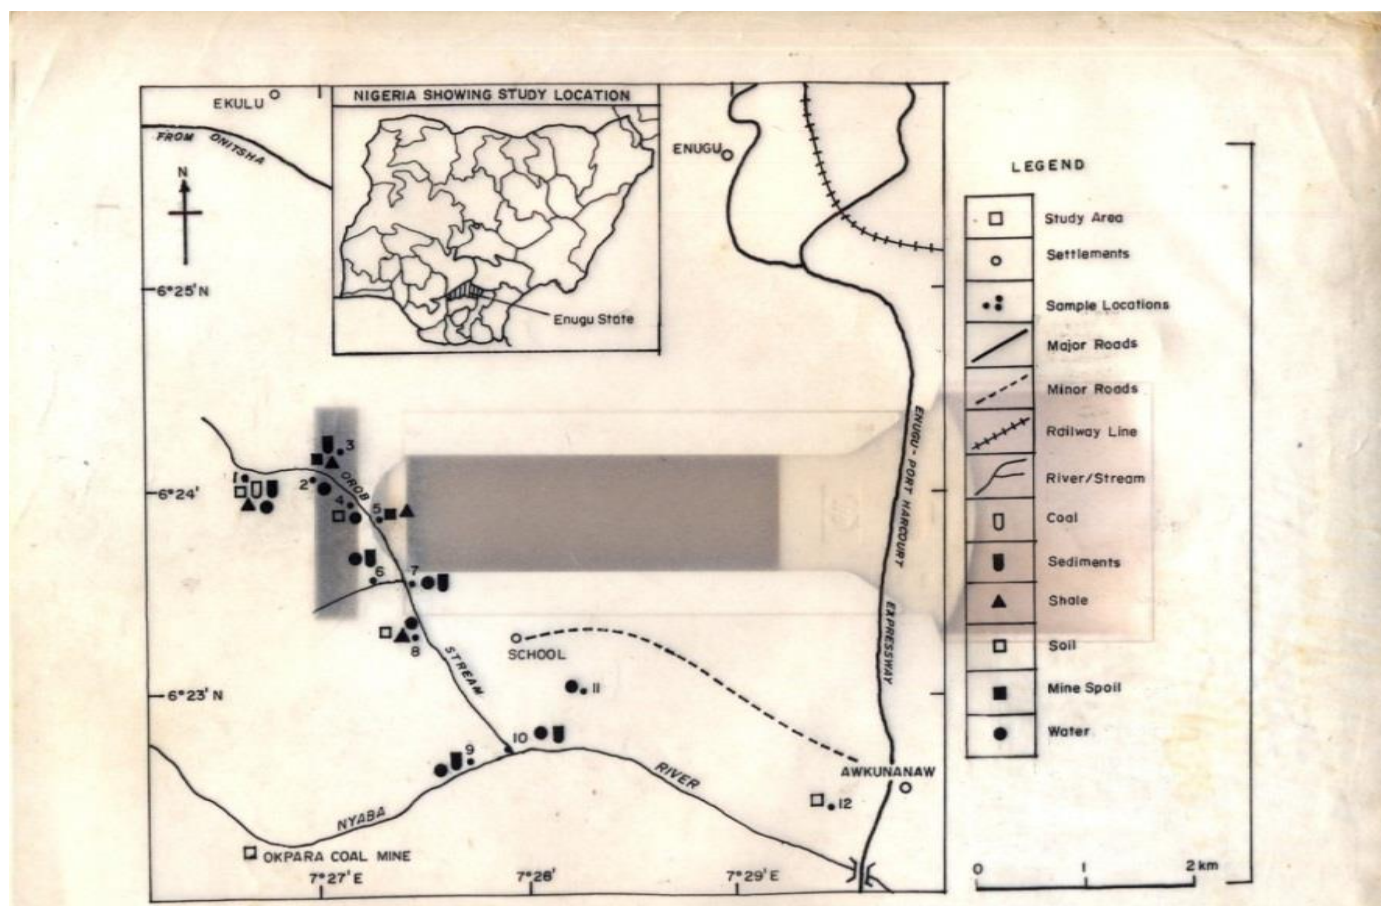 EKULU
NIGERIA SHOWING STUDY LOCATION
FROM ONITSHA
N
ENUGU
Enugu State
6°25'N
6°24'
6°23'N
1
2
3
4
5
6
7
8
9
10
11
12
OROB
STREAM
SCHOOL
ENUGU-PORT HARCOURT
EXPRESSWAY
AWKUNANAW
NYABA
RIVER
OKPARA COAL MINE
7°27'E
7°28'
7°29'E
LEGEND
Study Area
Settlements
Sample Locations
Major Roads
Minor Roads
Railway Line
River/Stream
Coal
Sediments
Shale
Soil
Mine Spoil
Water
0 1 2 km